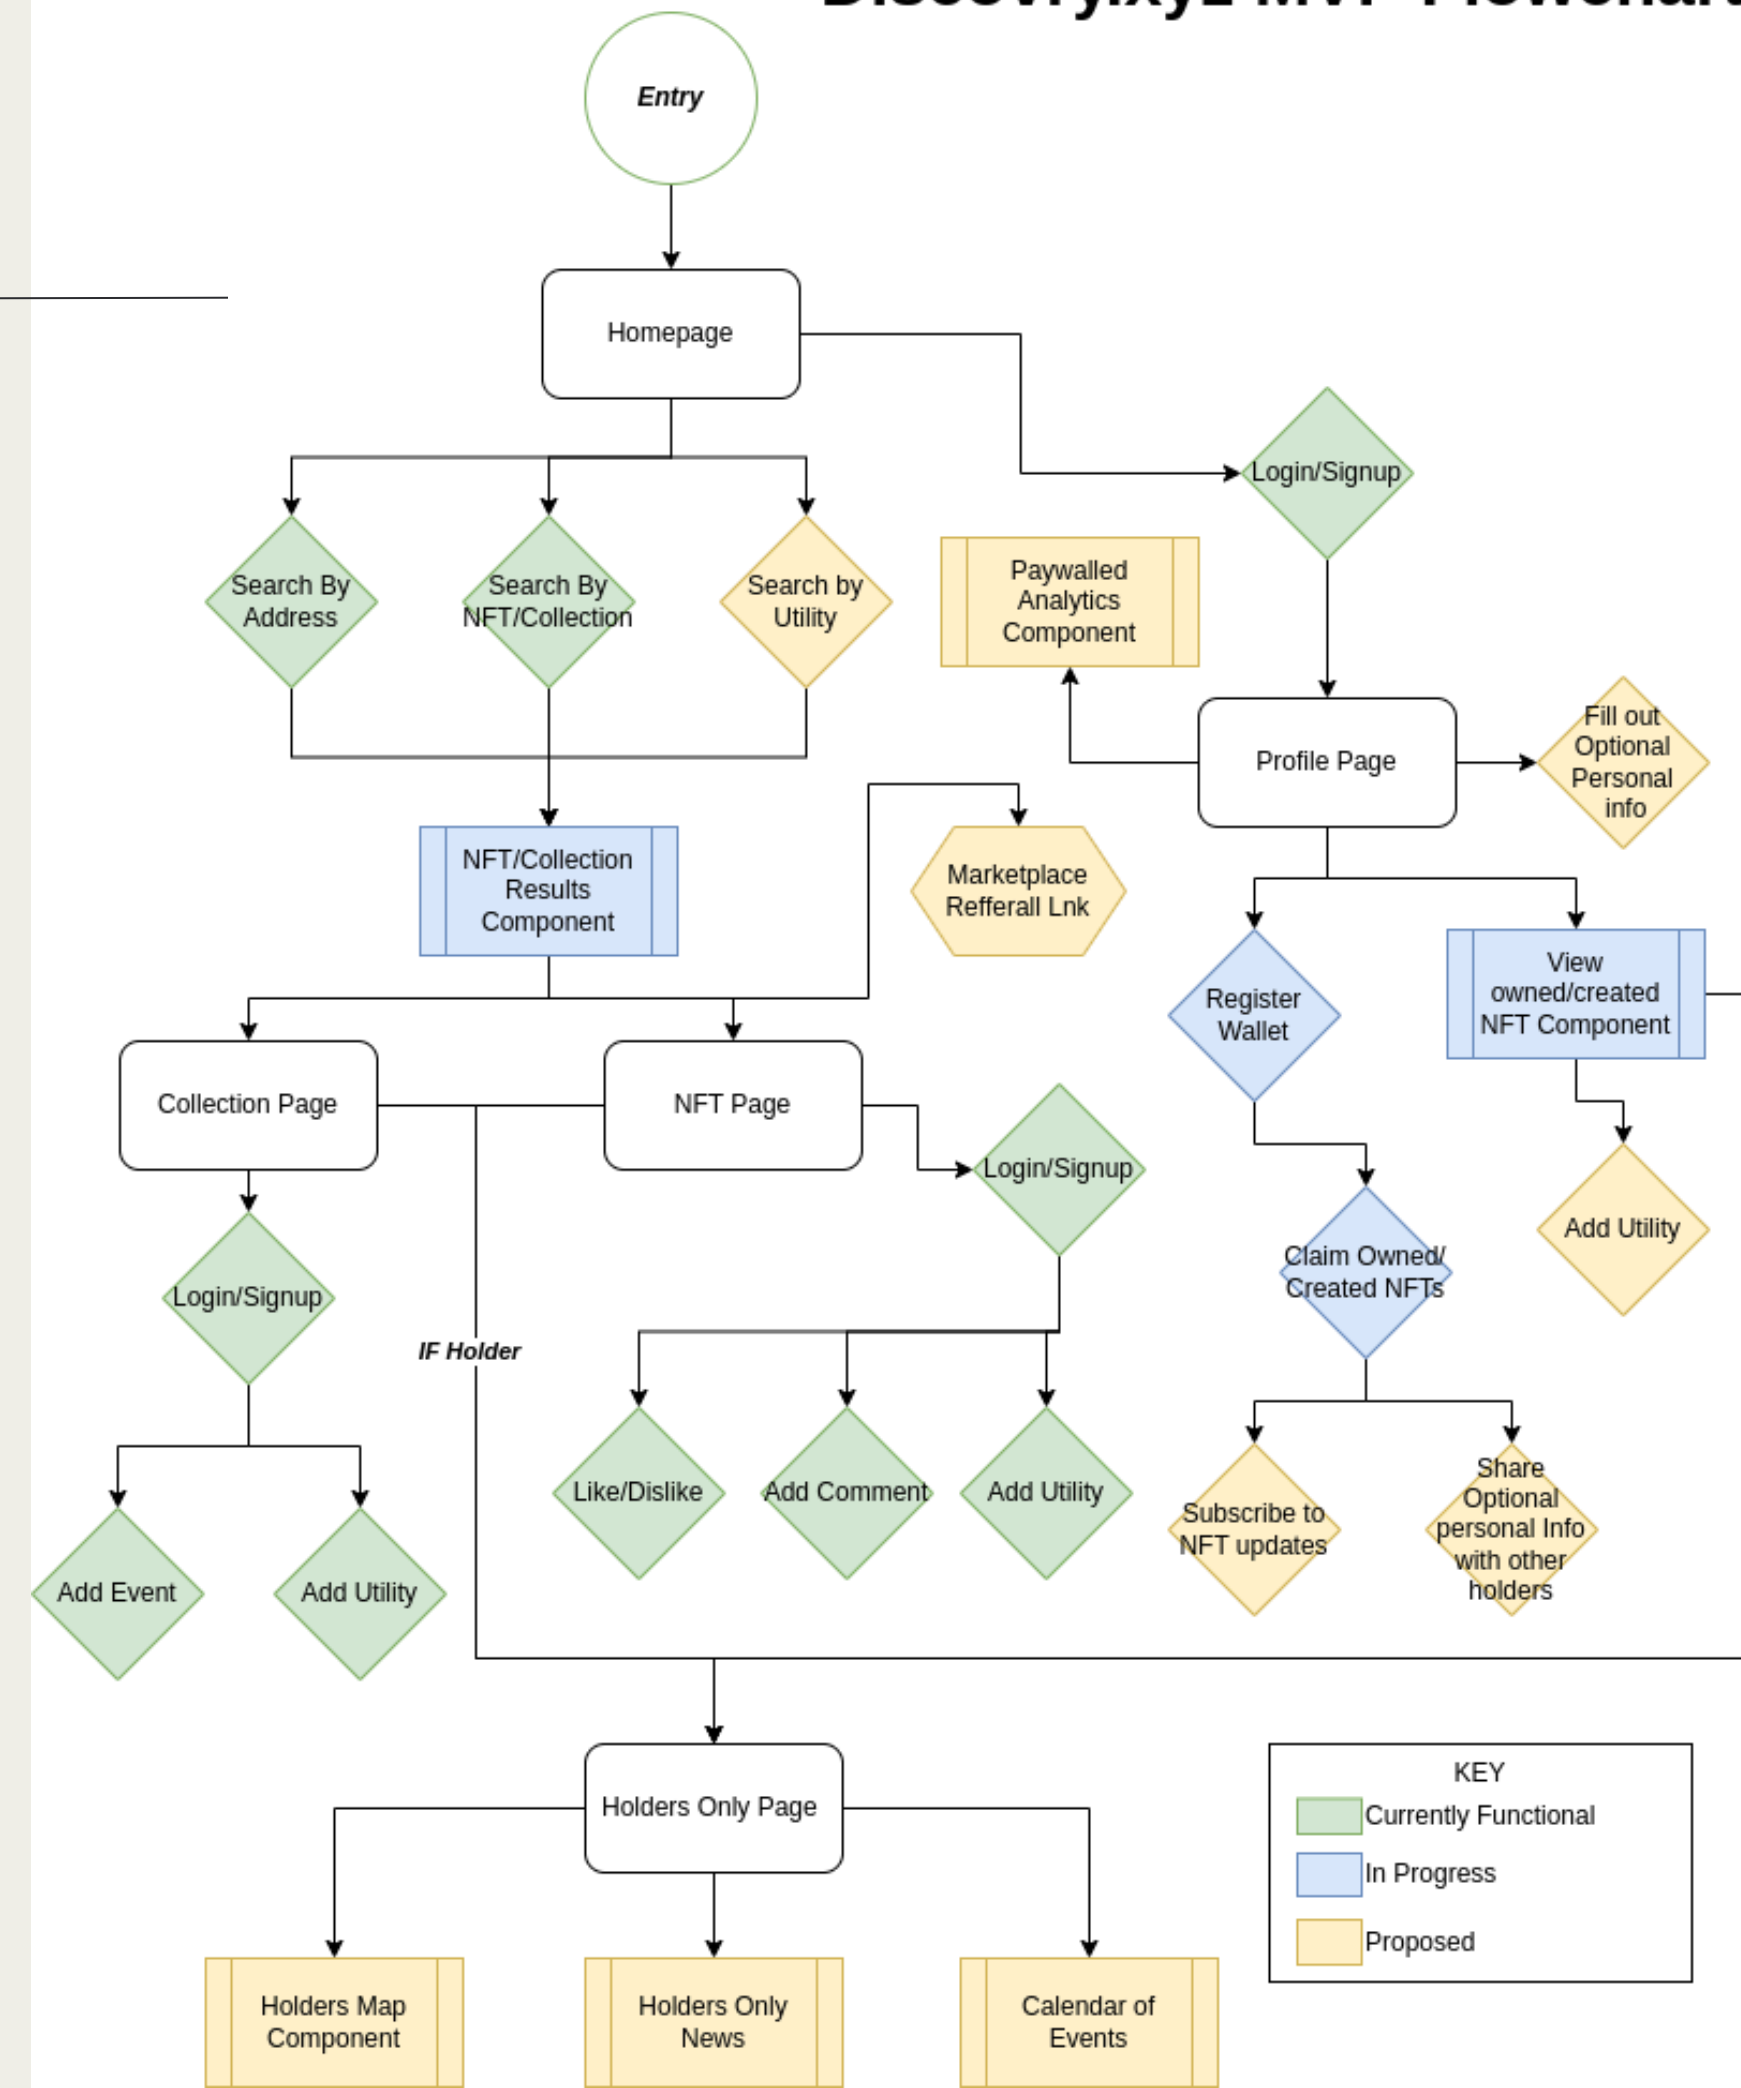 Entry
Homepage
Login/Signup
Search By
Address
Search By
NFT/Collection
Search by
Utility
Paywalled
Analytics
Component
Profile Page
Fill out
Optional
Personal
info
NFT/Collection
Results
Component
Marketplace
Refferall Lnk
Register
Wallet
View
owned/created
NFT Component
Collection Page
NFT Page
Login/Signup
Add Utility
Claim Owned/
Created NFTs
Login/Signup
IF Holder
Like/Dislike
Add Comment
Add Utility
Subscribe to
NFT updates
Share
Optional
personal Info
with other
holders
Add Event
Add Utility
Holders Only Page
KEY
Currently Functional
In Progress
Proposed
Holders Map
Component
Holders Only
News
Calendar of
Events